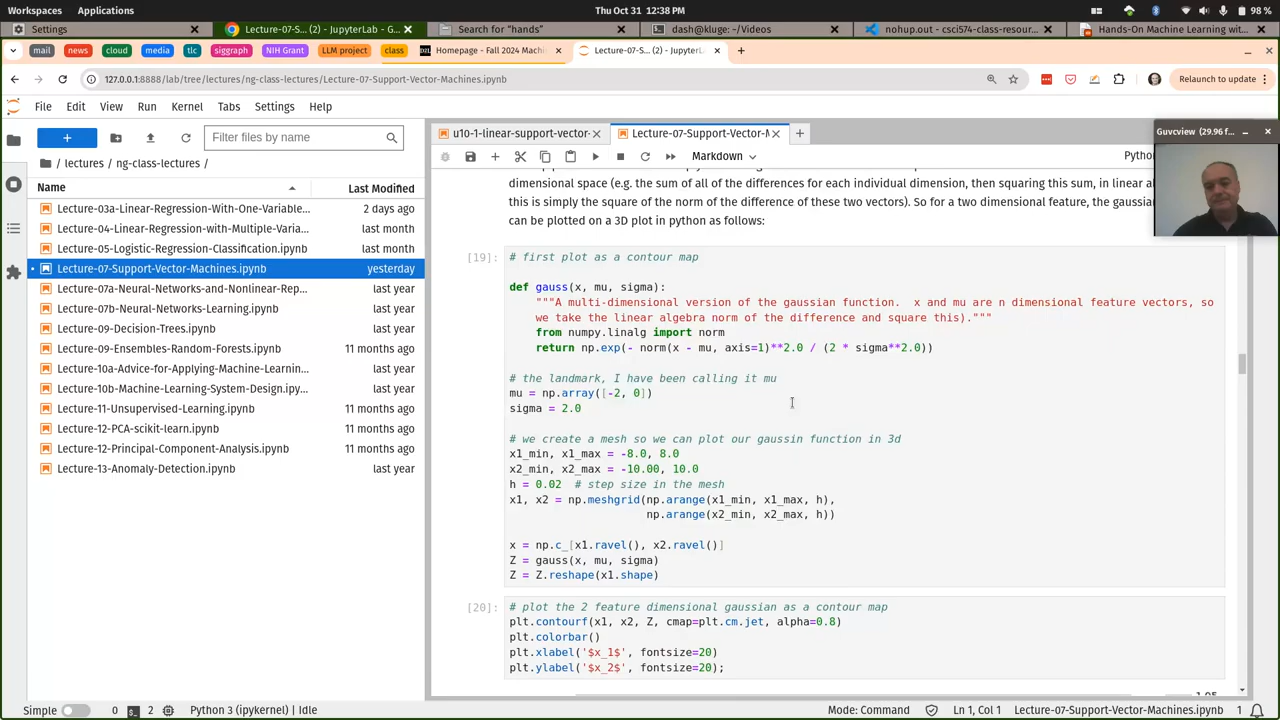 Workspaces Applications Thu Oct 31 12:38 PM 98 %
Settings Lecture-07-S... (2) - JupyterLab - G... Search for “hands” dash@kluge: ~/Videos nohup.out - csci574-class-resour... Hands-On Machine Learning wit...
mail news cloud media tlc siggraph NIH Grant LLM project class Homepage - Fall 2024 Machin... Lecture-07-S... (2) - JupyterLab
127.0.0.1:8888/lab/tree/lectures/ng-class-lectures/Lecture-07-Support-Vector-Machines.ipynb Relaunch to update
File Edit View Run Kernel Tabs Settings Help
Filter files by name
/ lectures / ng-class-lectures /
Name Last Modified
Lecture-03a-Linear-Regression-With-One-Variable... 2 days ago
Lecture-04-Linear-Regression-with-Multiple-Varia... last month
Lecture-05-Logistic-Regression-Classification.ipynb last month
Lecture-07-Support-Vector-Machines.ipynb yesterday
Lecture-07a-Neural-Networks-and-Nonlinear-Rep... last year
Lecture-07b-Neural-Networks-Learning.ipynb last year
Lecture-09-Decision-Trees.ipynb last year
Lecture-09-Ensembles-Random-Forests.ipynb 11 months ago
Lecture-10a-Advice-for-Applying-Machine-Learnin... last year
Lecture-10b-Machine-Learning-System-Design.ipy... last year
Lecture-11-Unsupervised-Learning.ipynb 11 months ago
Lecture-12-PCA-scikit-learn.ipynb 11 months ago
Lecture-12-Principal-Component-Analysis.ipynb 11 months ago
Lecture-13-Anomaly-Detection.ipynb last year
u10-1-linear-support-vector- Lecture-07-Support-Vector-M
Markdown Python
Guvcview (29.96 f...
dimensional space (e.g. the sum of all of the differences for each individual dimension, then squaring this sum, in linear al
this is simply the square of the norm of the difference of these two vectors). So for a two dimensional feature, the gaussian
can be plotted on a 3D plot in python as follows:
[19]: # first plot as a contour map
def gauss(x, mu, sigma):
"""A multi-dimensional version of the gaussian function. x and mu are n dimensional feature vectors, so
we take the linear algebra norm of the difference and square this)."""
from numpy.linalg import norm
return np.exp(- norm(x - mu, axis=1)**2.0 / (2 * sigma**2.0))
# the landmark, I have been calling it mu
mu = np.array([-2, 0])
sigma = 2.0
# we create a mesh so we can plot our gaussin function in 3d
x1_min, x1_max = -8.0, 8.0
x2_min, x2_max = -10.00, 10.0
h = 0.02 # step size in the mesh
x1, x2 = np.meshgrid(np.arange(x1_min, x1_max, h),
np.arange(x2_min, x2_max, h))
x = np.c_[x1.ravel(), x2.ravel()]
Z = gauss(x, mu, sigma)
Z = Z.reshape(x1.shape)
[20]: # plot the 2 feature dimensional gaussian as a contour map
plt.contourf(x1, x2, Z, cmap=plt.cm.jet, alpha=0.8)
plt.colorbar()
plt.xlabel('$x_1$', fontsize=20)
plt.ylabel('$x_2$', fontsize=20);
Simple 0 2 Python 3 (ipykernel) | Idle Mode: Command Ln 1, Col 1 Lecture-07-Support-Vector-Machines.ipynb 1